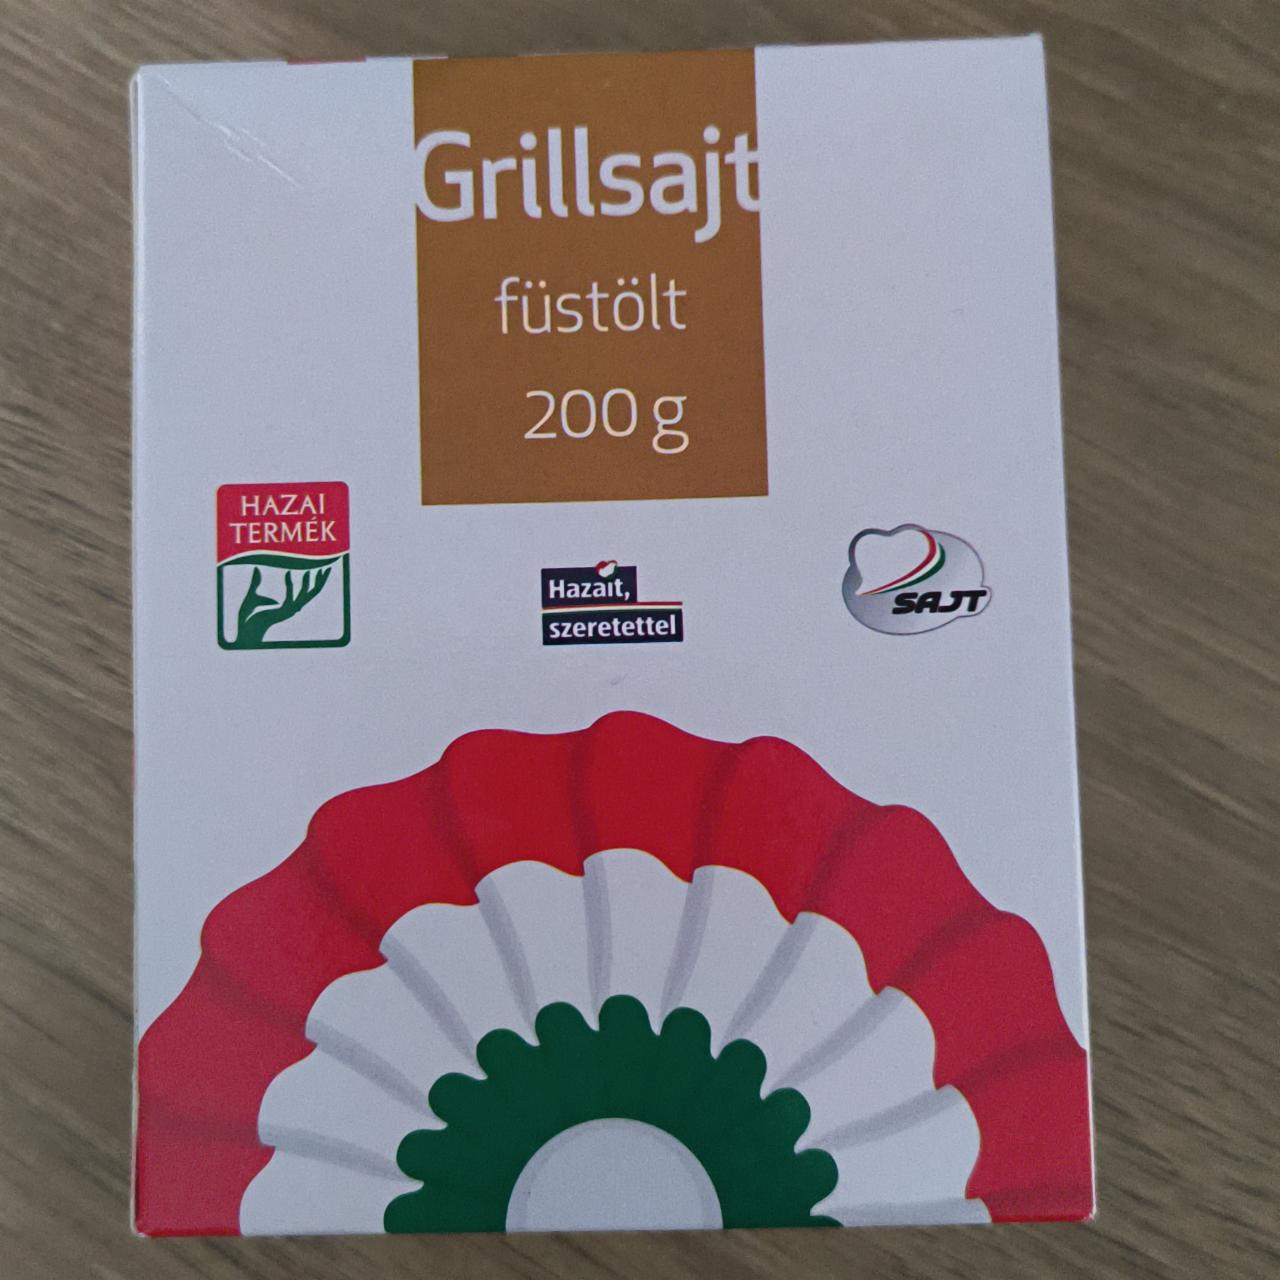 Grillsajt
füstölt
200 g
HAZAI
TERMÉK
Hazait,
szeretettel
SAJT